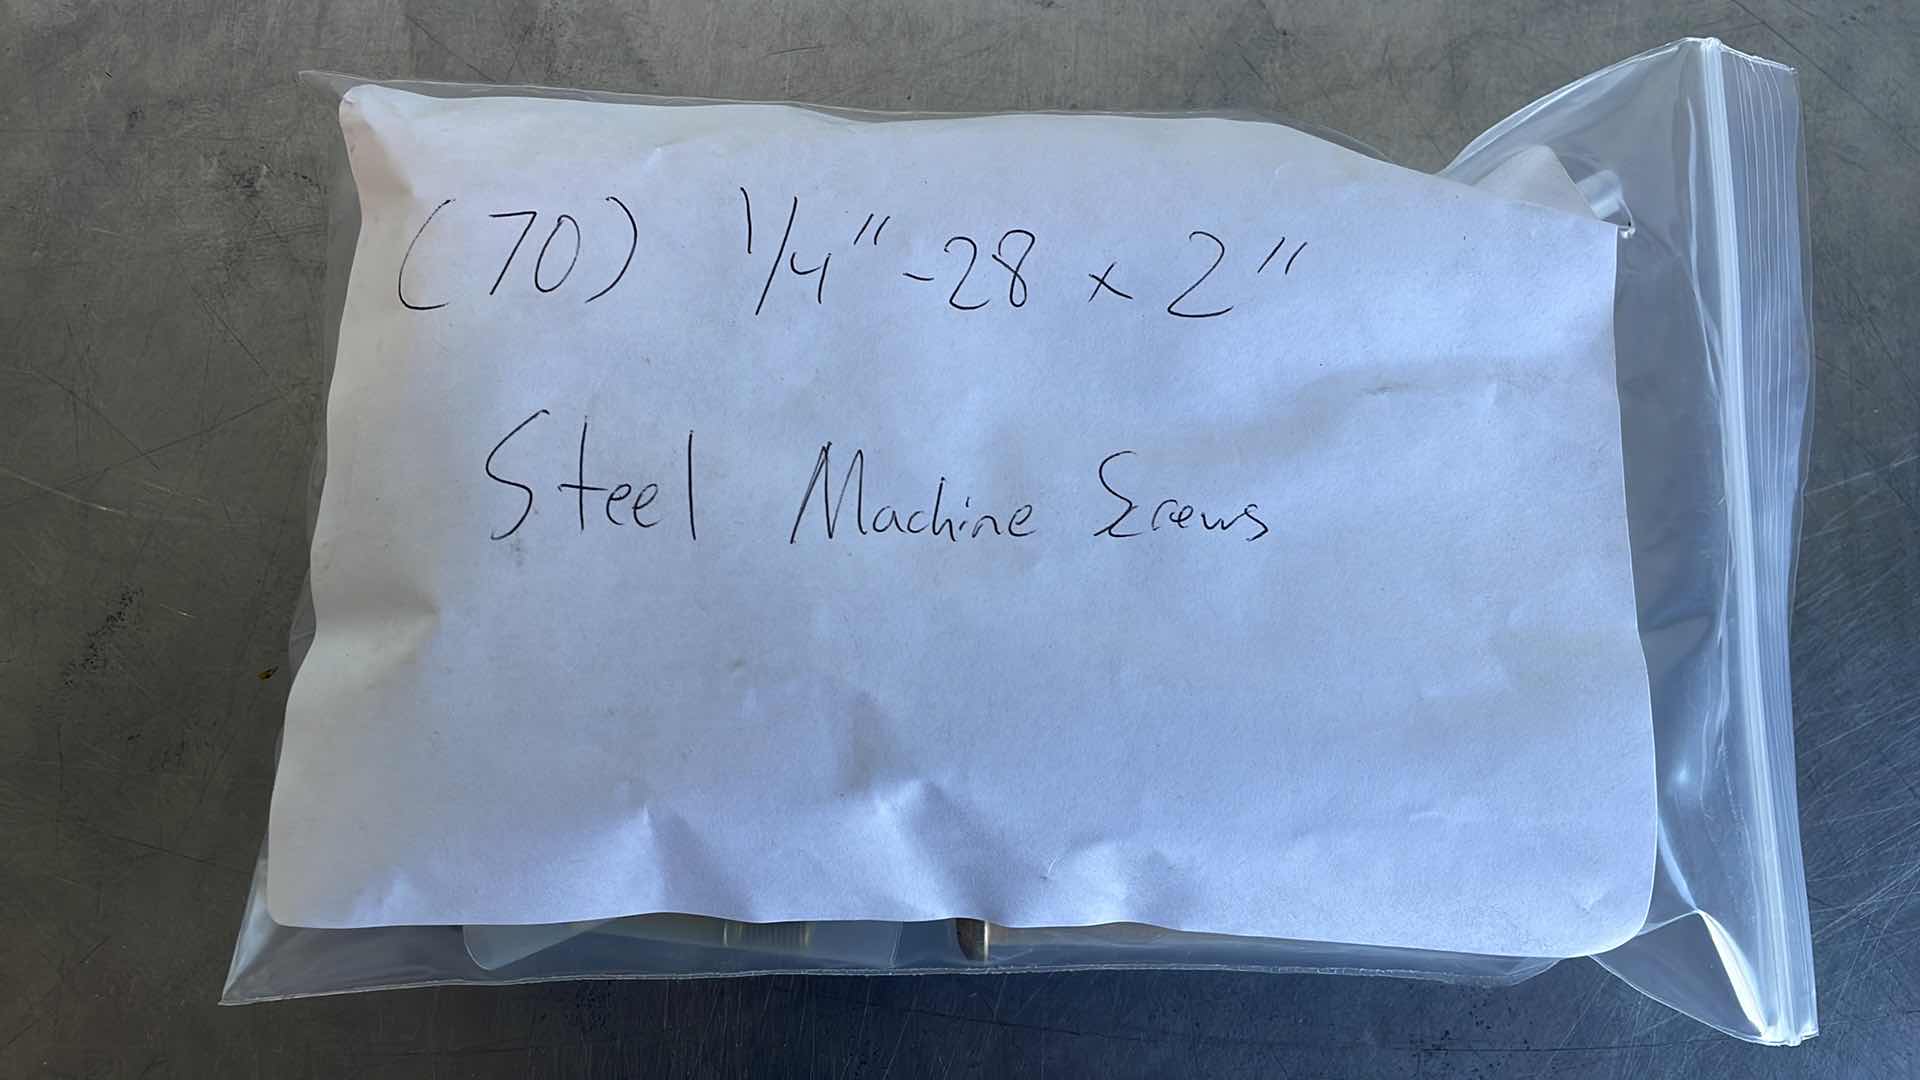 (70) 1/4" -28 x 2"
Steel Machine Screws